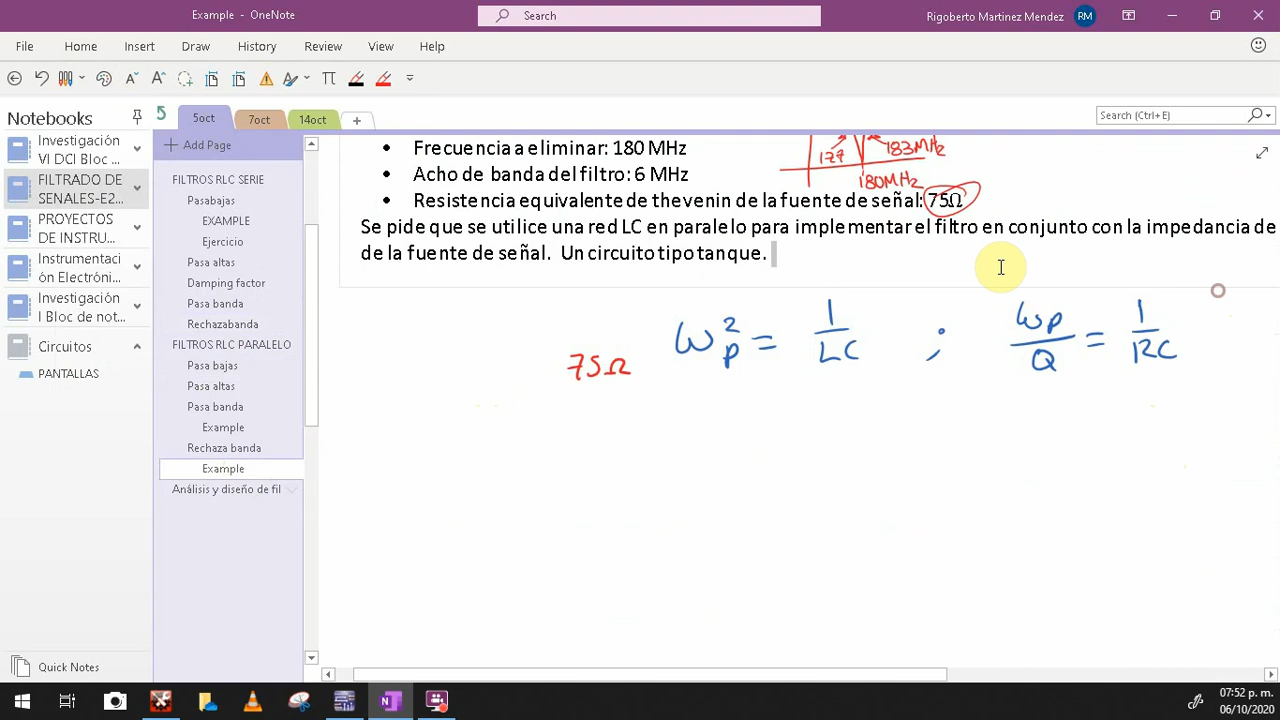 Example - OneNote
Search
Rigoberto Martinez Mendez RM
File Home Insert Draw History Review View Help
Notebooks
5oct 7oct 14oct +
Search (Ctrl+E)
Investigación
VI DCI Bloc ...
FILTRADO DE
SENALES-E2...
PROYECTOS
DE INSTRU...
Instrumentaci
ón Electróni...
Investigación
I Bloc de not...
Circuitos
PANTALLAS
Quick Notes
Add Page
FILTROS RLC SERIE
Pasabajas
EXAMPLE
Ejercicio
Pasa altas
Damping factor
Pasa banda
Rechazabanda
FILTROS RLC PARALELO
Pasa bajas
Pasa altas
Pasa banda
Example
Rechaza banda
Example
Análisis y diseño de fil
• Frecuencia a eliminar: 180 MHz
177 183MHz
• Acho de banda del filtro: 6 MHz
180MHz
• Resistencia equivalente de thevenin de la fuente de señal: 75Ω
Se pide que se utilice una red LC en paralelo para implementar el filtro en conjunto con la impedancia de
de la fuente de señal. Un circuito tipo tanque.
ωp² = 1/LC ; ωp/Q = 1/RC
75Ω
07:52 p. m.
06/10/2020